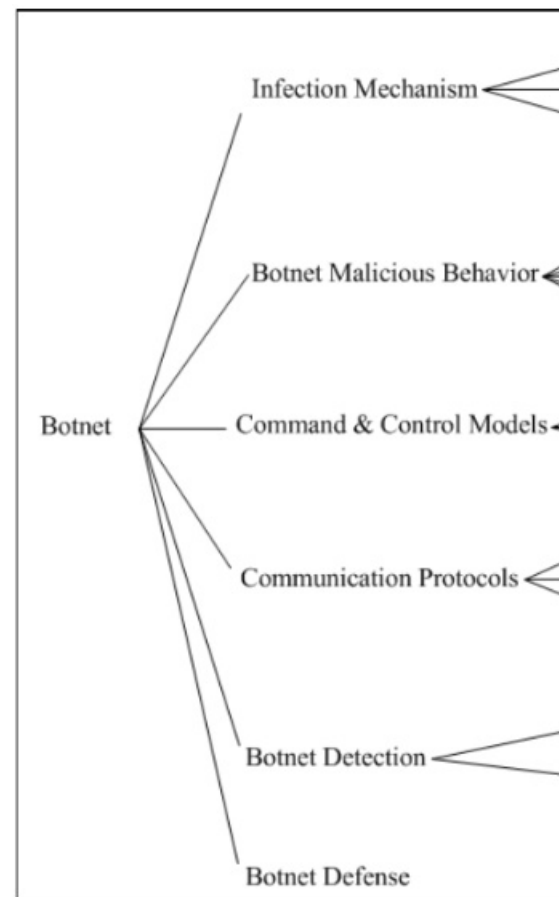 Infection Mechanism
Botnet Malicious Behavior
Botnet
Command & Control Models
Communication Protocols
Botnet Detection
Botnet Defense